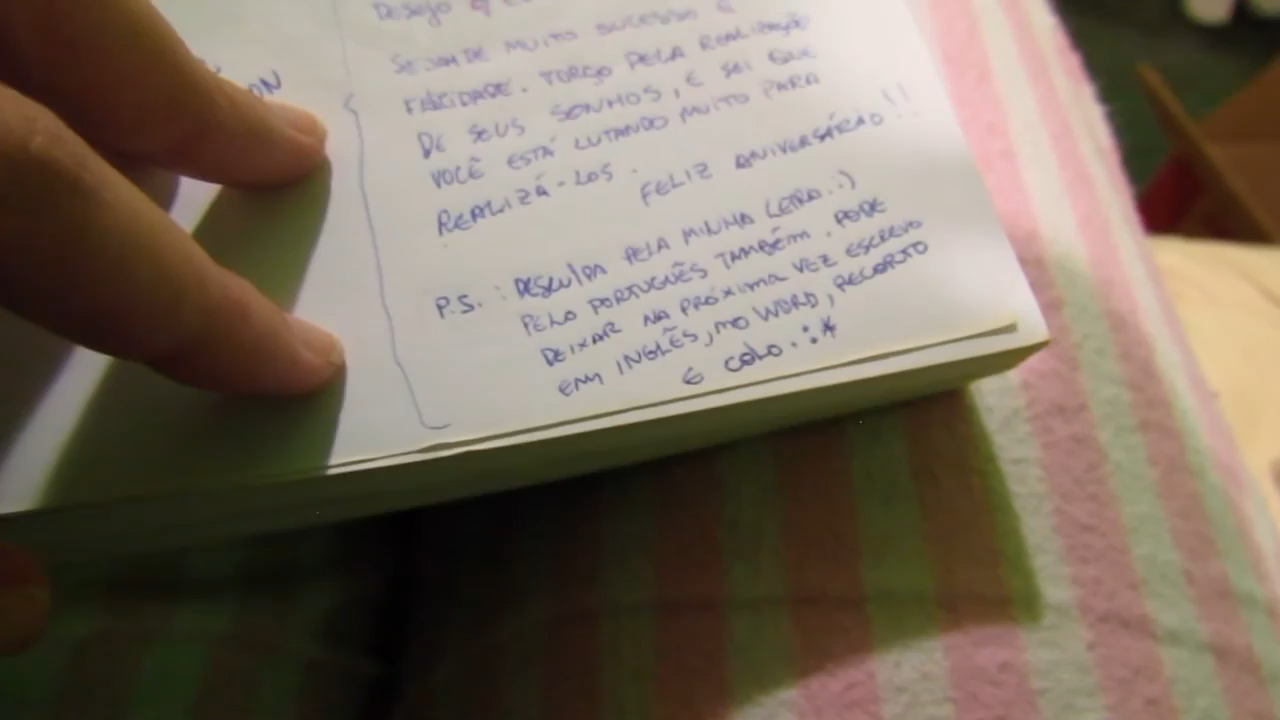 DESEJO Q
SEJAM DE MUITO SUCESSO E
FELICIDADE. TORÇO PELA REALIZAÇÃO
DE SEUS SONHOS, E SEI QUE
VOCÊ ESTÁ LUTANDO MUITO PARA
REALIZÁ-LOS.
FELIZ ANIVERSÁRIO!!
P.S.: DESCULPA PELA MINHA LETRA. :)
PELO PORTUGUÊS TAMBÉM. PODE
DEIXAR NA PRÓXIMA VEZ ESCREVO
EM INGLÊS, NO WORD, RECORTO
E COLO. :*